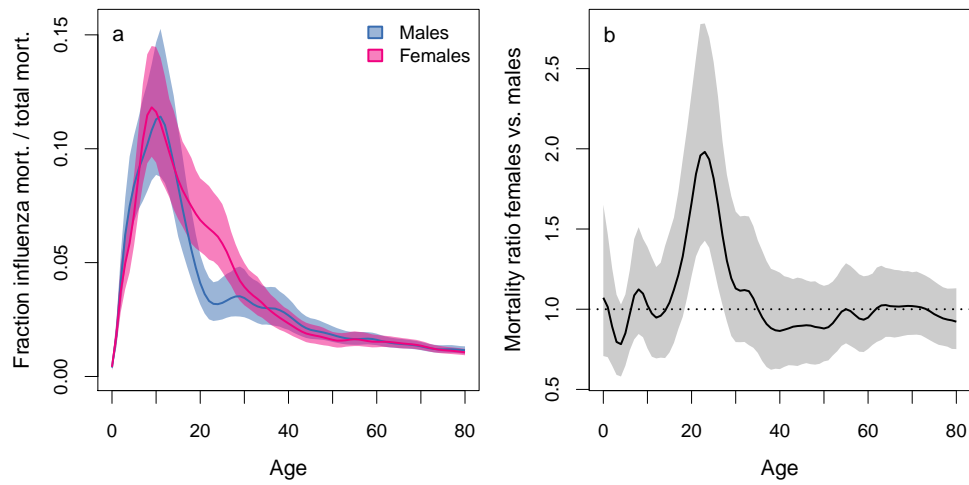 a
Males
Females
0.15
0.10
0.05
0.00
Fraction influenza mort. / total mort.
0 20 40 60 80
Age
b
2.5
2.0
1.5
1.0
0.5
Mortality ratio females vs. males
0 20 40 60 80
Age